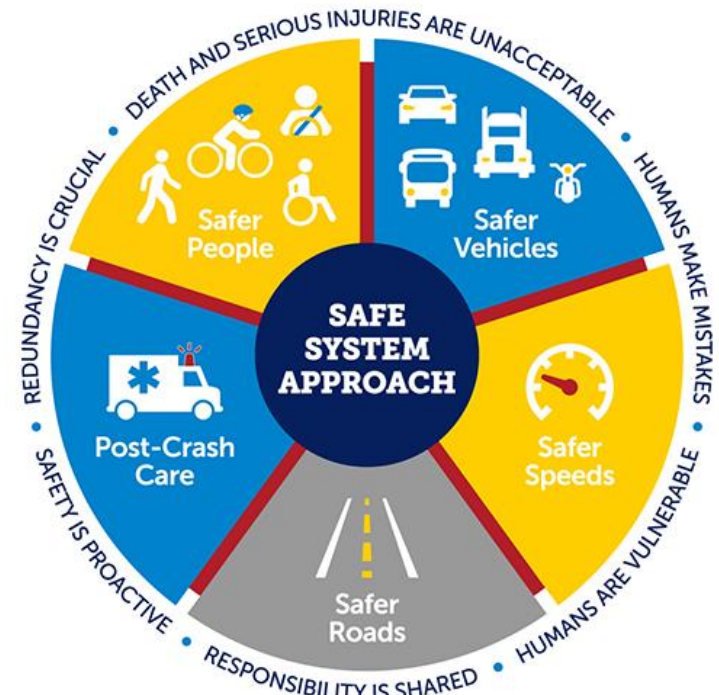 DEATH AND SERIOUS INJURIES ARE UNACCEPTABLE
HUMANS MAKE MISTAKES
HUMANS ARE VULNERABLE
RESPONSIBILITY IS SHARED
SAFETY IS PROACTIVE
REDUNDANCY IS CRUCIAL
Safer
People
Safer
Vehicles
SAFE
SYSTEM
APPROACH
Post-Crash
Care
Safer
Speeds
Safer
Roads